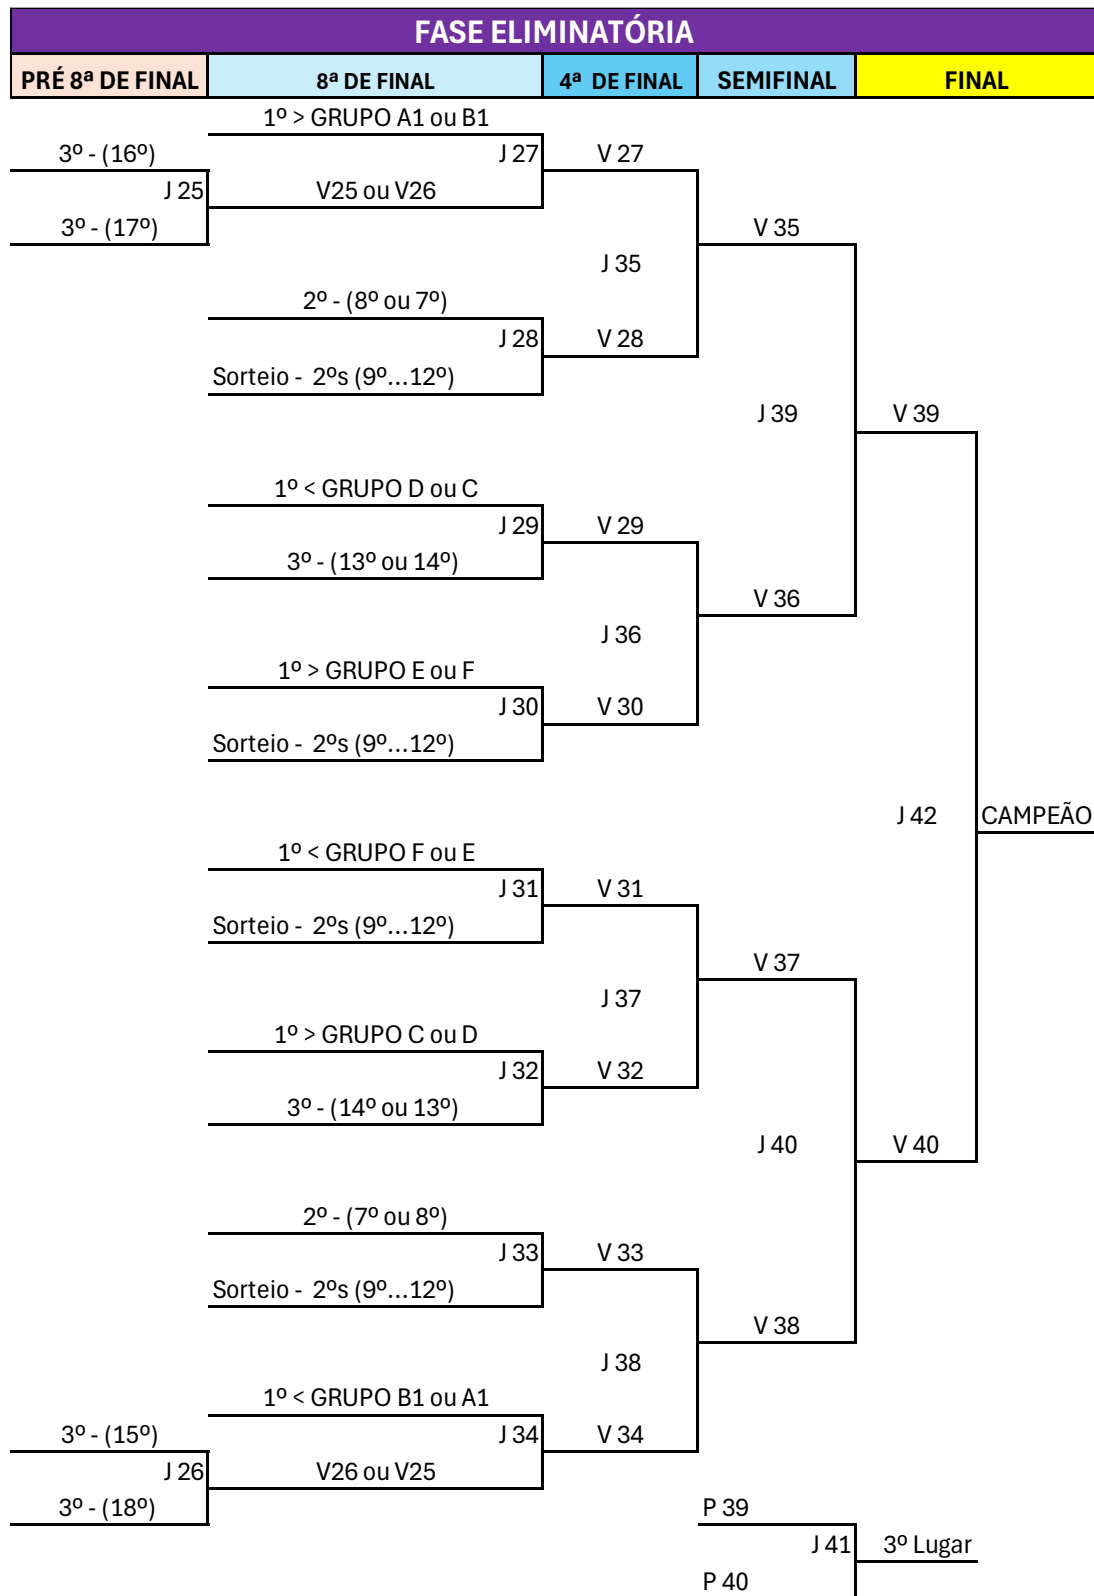 FASE ELIMINATÓRIA
PRÉ 8ª DE FINAL 8ª DE FINAL 4ª DE FINAL SEMIFINAL FINAL
1º > GRUPO A1 ou B1
3º - (16º) J 27 V 27
J 25 V25 ou V26
3º - (17º) V 35
J 35
2º - (8º ou 7º)
J 28 V 28
Sorteio - 2ºs (9º...12º)
J 39 V 39
1º < GRUPO D ou C
J 29 V 29
3º - (13º ou 14º)
V 36
J 36
1º > GRUPO E ou F
J 30 V 30
Sorteio - 2ºs (9º...12º)
J 42 CAMPEÃO
1º < GRUPO F ou E
J 31 V 31
Sorteio - 2ºs (9º...12º)
V 37
J 37
1º > GRUPO C ou D
J 32 V 32
3º - (14º ou 13º)
J 40 V 40
2º - (7º ou 8º)
J 33 V 33
Sorteio - 2ºs (9º...12º)
V 38
J 38
1º < GRUPO B1 ou A1
3º - (15º) J 34 V 34
J 26 V26 ou V25
3º - (18º) P 39
J 41 3º Lugar
P 40